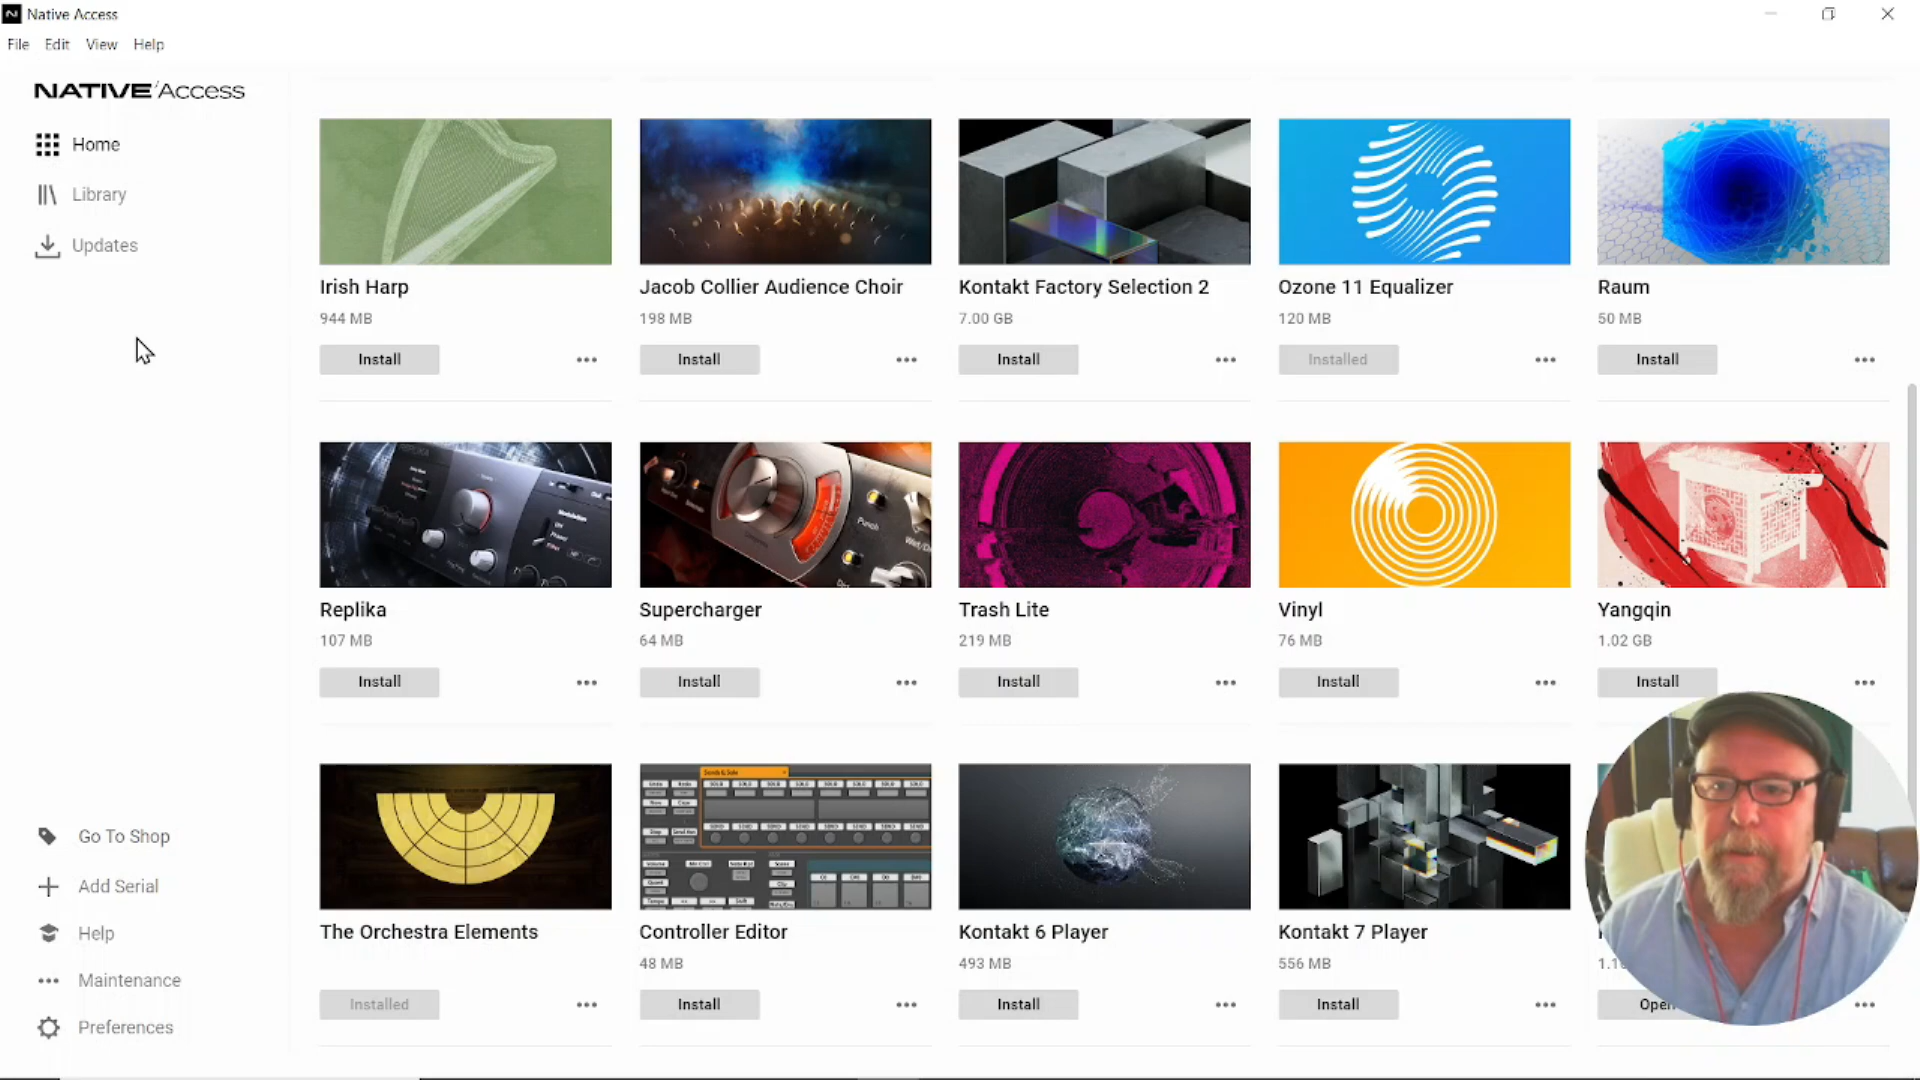 Native Access
File Edit View Help
NATIVE Access
Home
Library
Updates
Irish Harp
944 MB
Install
Jacob Collier Audience Choir
198 MB
Install
Kontakt Factory Selection 2
7.00 GB
Install
Ozone 11 Equalizer
120 MB
Installed
Raum
50 MB
Install
Replika
107 MB
Install
Supercharger
64 MB
Install
Trash Lite
219 MB
Install
Vinyl
76 MB
Install
Yangqin
1.02 GB
Install
The Orchestra Elements
Installed
Controller Editor
48 MB
Install
Kontakt 6 Player
493 MB
Install
Kontakt 7 Player
556 MB
Install
Open
Go To Shop
Add Serial
Help
Maintenance
Preferences